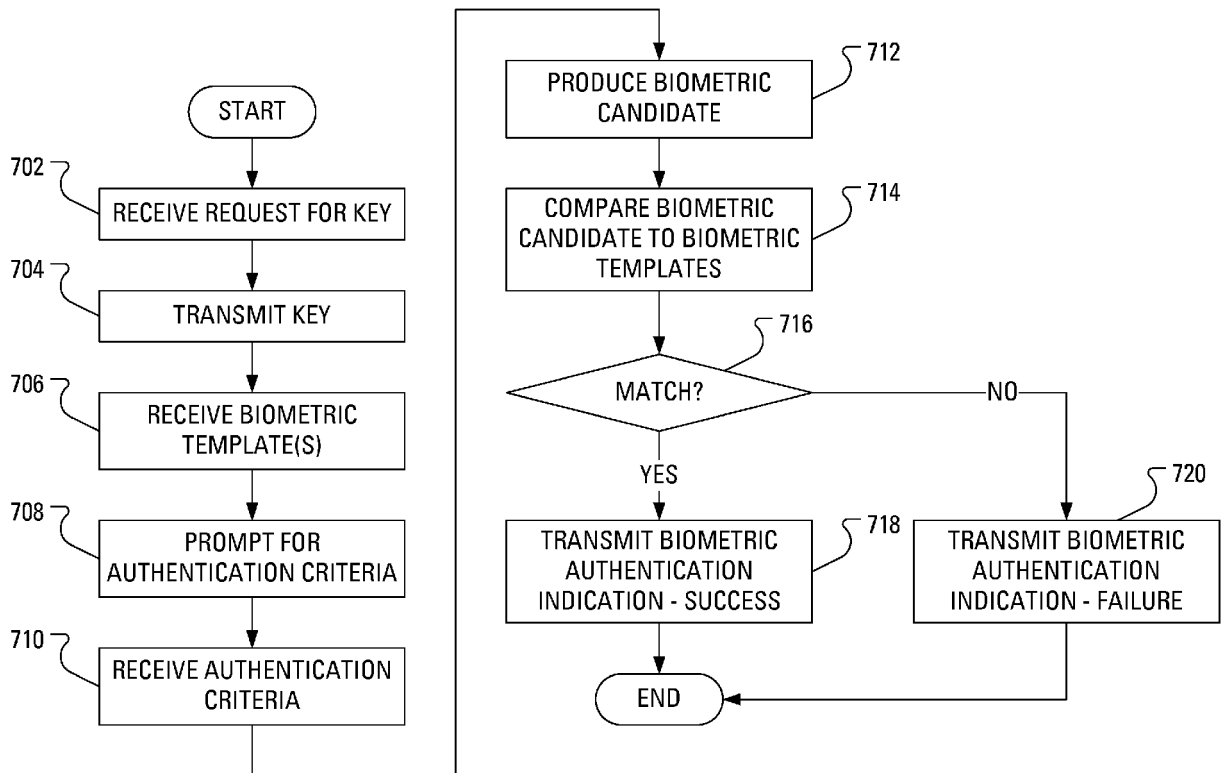 START
702
RECEIVE REQUEST FOR KEY
704
TRANSMIT KEY
706
RECEIVE BIOMETRIC
TEMPLATE(S)
708
PROMPT FOR
AUTHENTICATION CRITERIA
710
RECEIVE AUTHENTICATION
CRITERIA
712
PRODUCE BIOMETRIC
CANDIDATE
714
COMPARE BIOMETRIC
CANDIDATE TO BIOMETRIC
TEMPLATES
716
MATCH?
NO
YES
718
TRANSMIT BIOMETRIC
AUTHENTICATION
INDICATION - SUCCESS
720
TRANSMIT BIOMETRIC
AUTHENTICATION
INDICATION - FAILURE
END